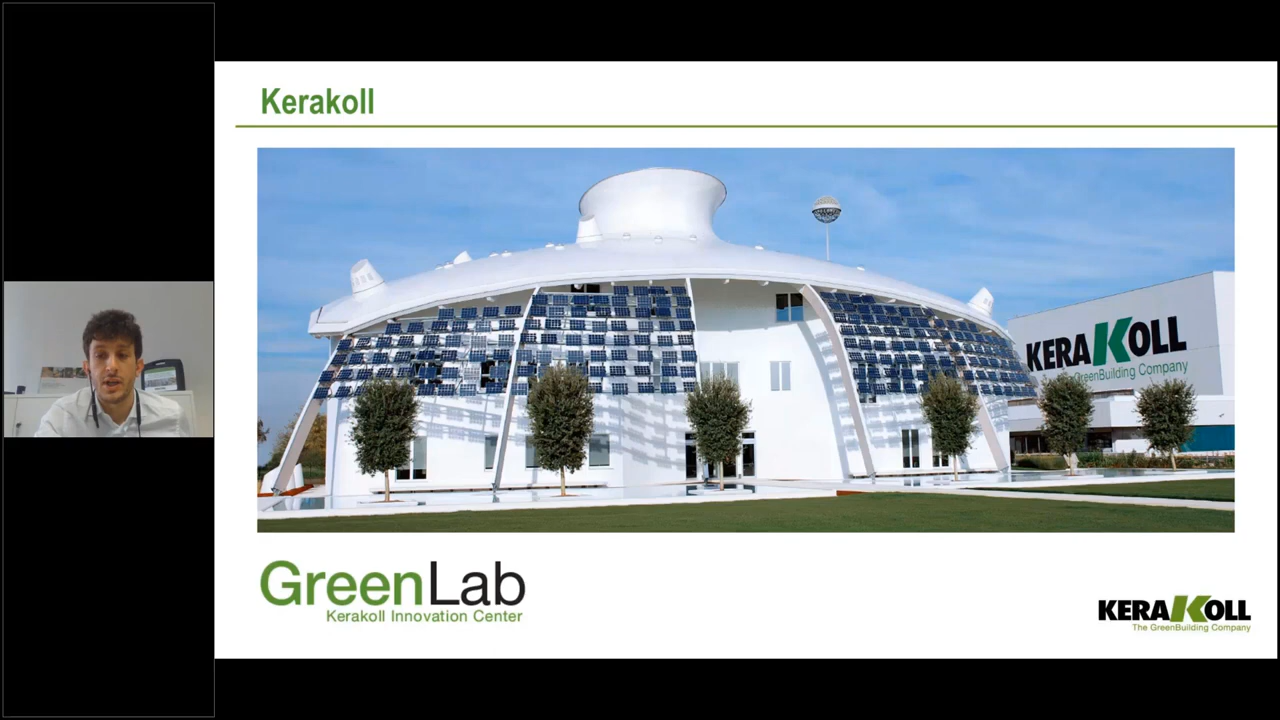 Kerakoll
KERAKOLL
GreenBuilding Company
GreenLab
Kerakoll Innovation Center
KERAKOLL
The GreenBuilding Company